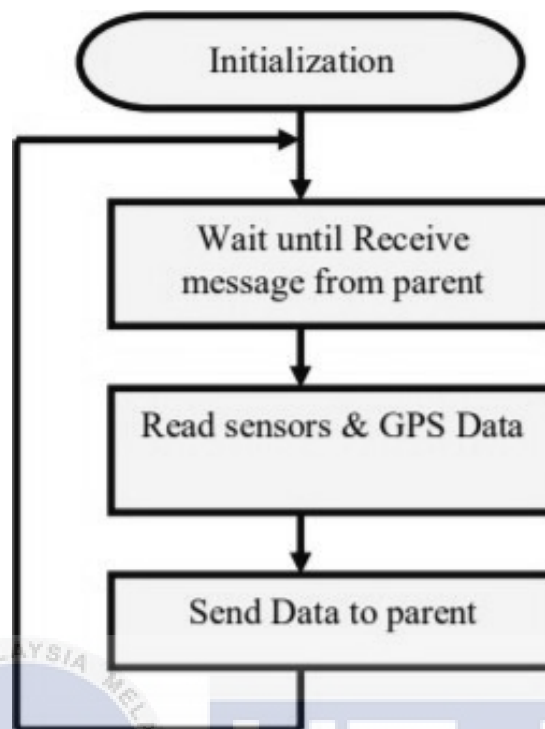 Initialization
Wait until Receive
message from parent
Read sensors & GPS Data
Send Data to parent